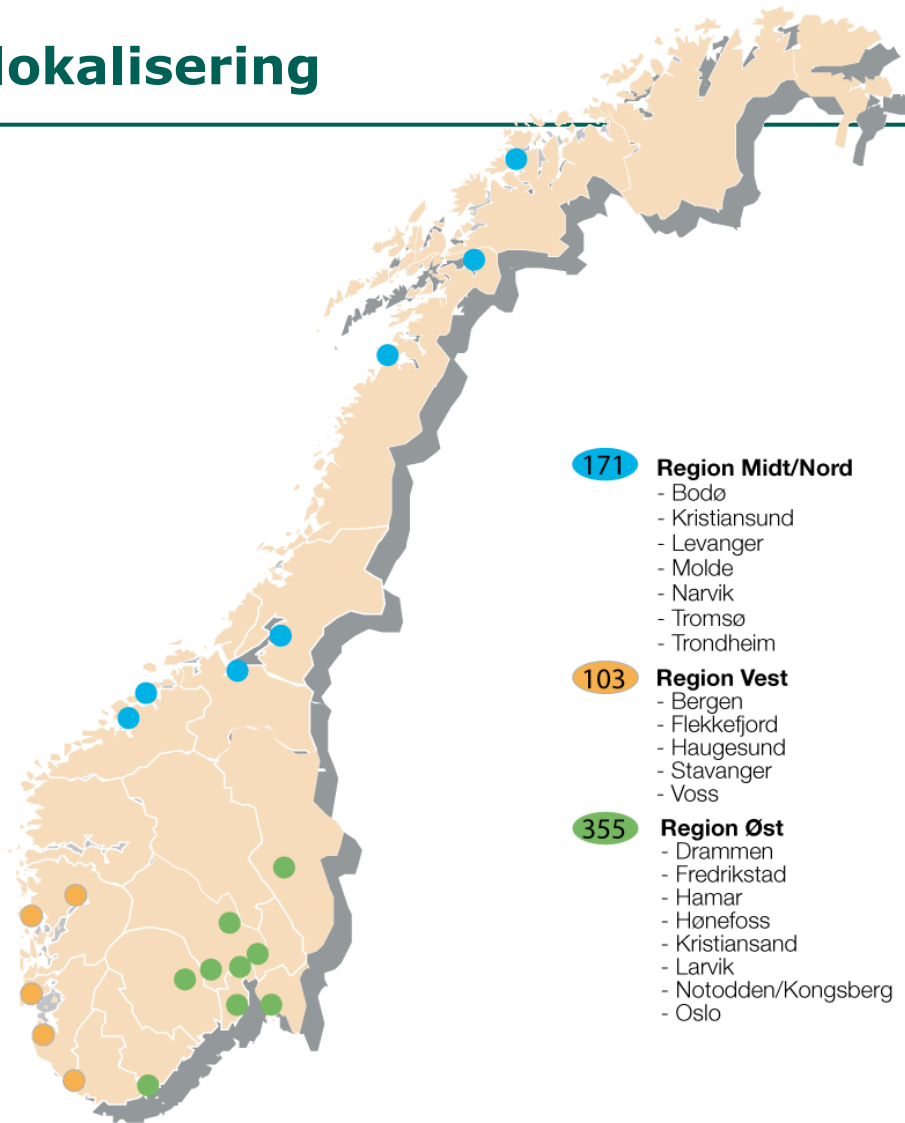 lokalisering
171 Region Midt/Nord
- Bodø
- Kristiansund
- Levanger
- Molde
- Narvik
- Tromsø
- Trondheim
103 Region Vest
- Bergen
- Flekkefjord
- Haugesund
- Stavanger
- Voss
355 Region Øst
- Drammen
- Fredrikstad
- Hamar
- Hønefoss
- Kristiansand
- Larvik
- Notodden/Kongsberg
- Oslo